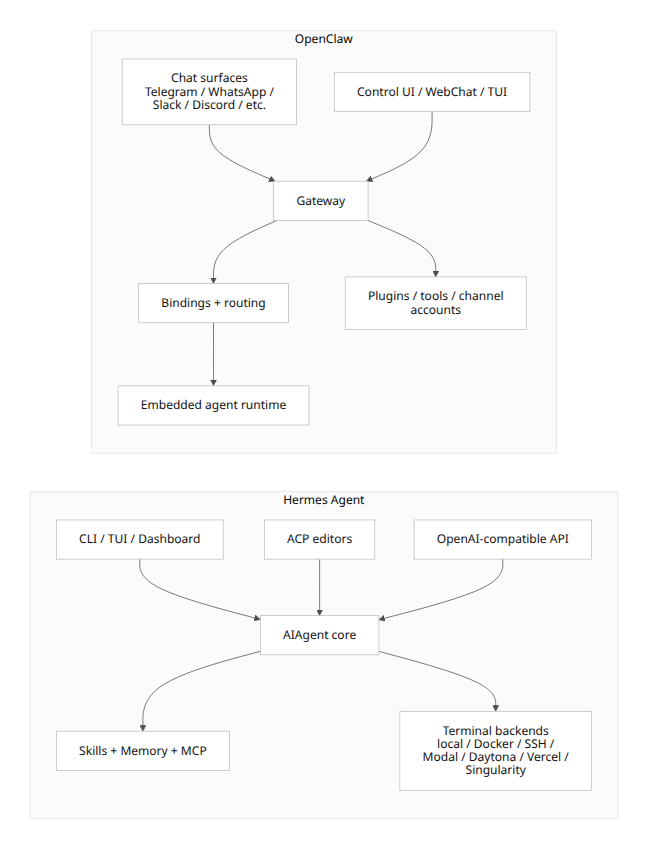 OpenClaw
Chat surfaces
Telegram / WhatsApp /
Slack / Discord / etc.
Control UI / WebChat / TUI
Gateway
Bindings + routing
Plugins / tools / channel
accounts
Embedded agent runtime
Hermes Agent
CLI / TUI / Dashboard
ACP editors
OpenAI-compatible API
AIAgent core
Skills + Memory + MCP
Terminal backends
local / Docker / SSH /
Modal / Daytona / Vercel /
Singularity